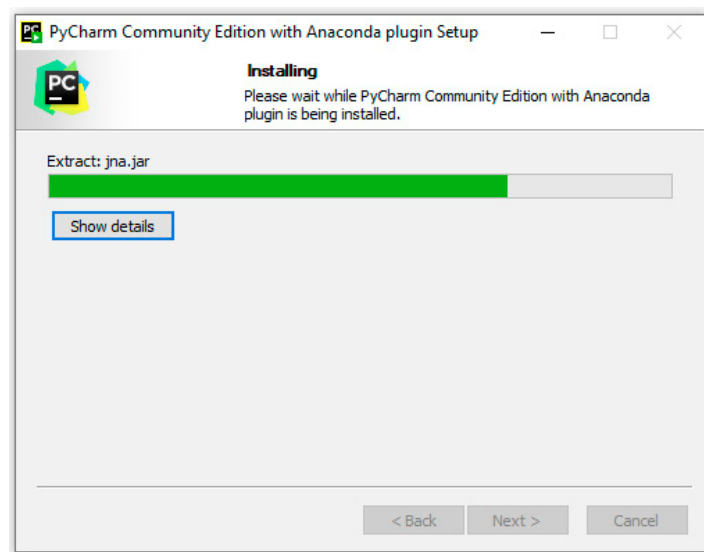 PC PyCharm Community Edition with Anaconda plugin Setup
PC
Installing
Please wait while PyCharm Community Edition with Anaconda
plugin is being installed.
Extract: jna.jar
Show details
< Back Next > Cancel